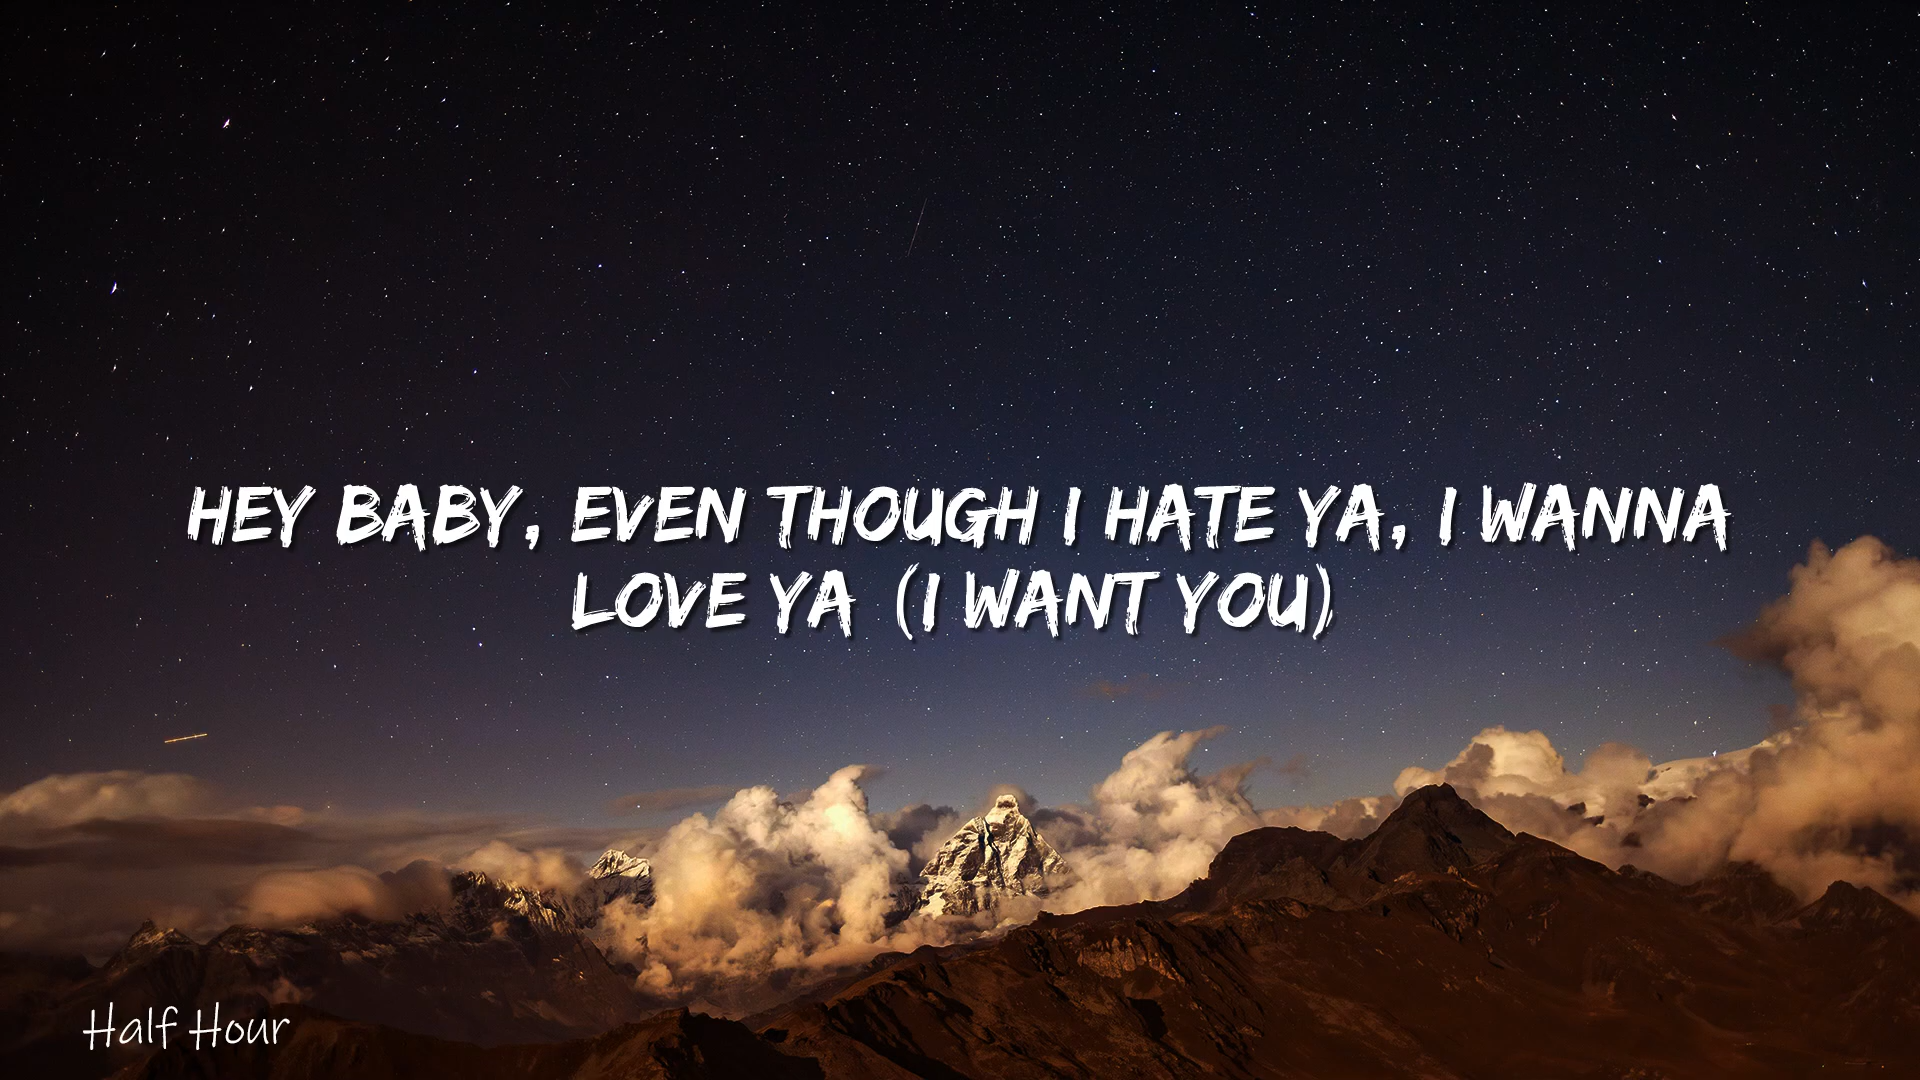 HEY BABY, EVEN THOUGH I HATE YA, I WANNA
LOVE YA (I WANT YOU)
Half Hour